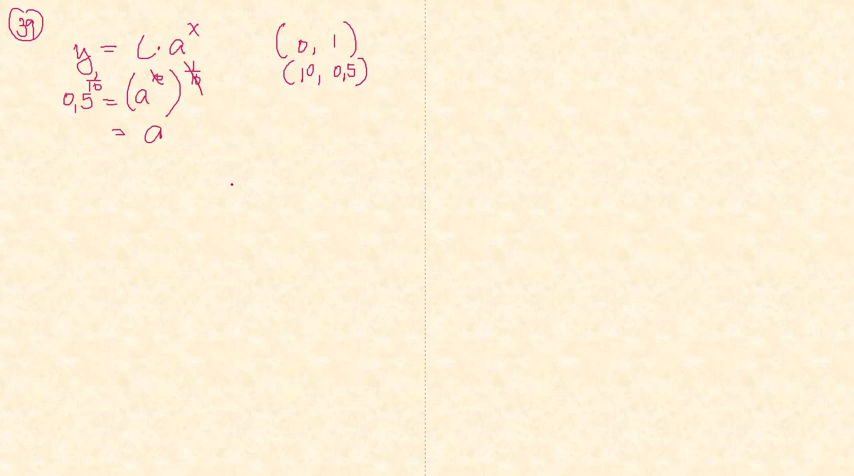 39
y = C · a^x (0, 1)
(10, 0,5)
0,5^(1/10) = (a^10)^(1/10)
= a